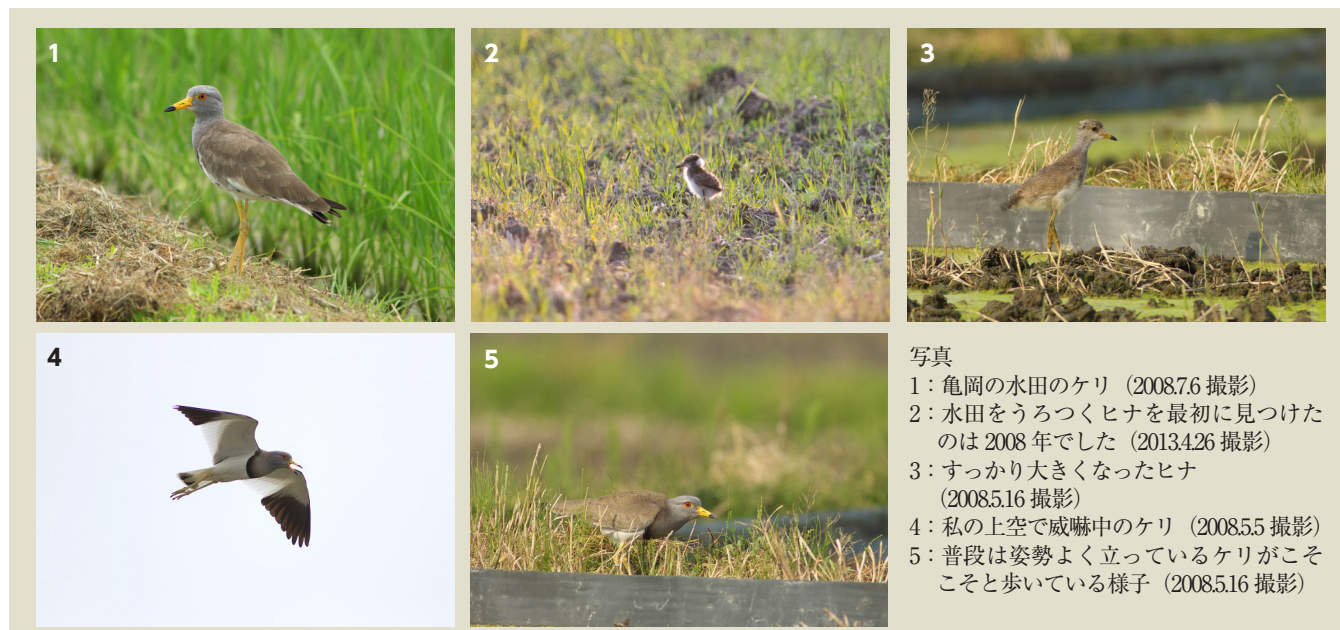 1
2
3
4
5
写真
1：亀岡の水田のケリ（2008.7.6 撮影）
2：水田をうろつくヒナを最初に見つけた
のは 2008 年でした（2013.4.26 撮影）
3：すっかり大きくなったヒナ
（2008.5.16 撮影）
4：私の上空で威嚇中のケリ（2008.5.5 撮影）
5：普段は姿勢よく立っているケリがこそ
こそと歩いている様子（2008.5.16 撮影）